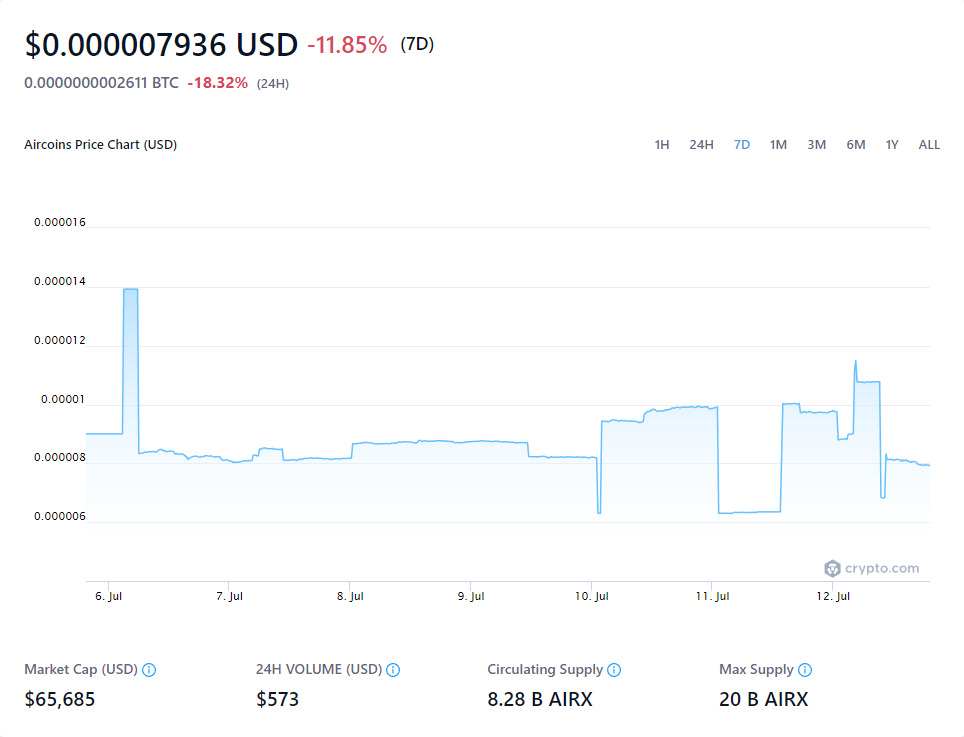 $0.000007936 USD -11.85% (7D)
0.0000000002611 BTC -18.32% (24H)
Aircoins Price Chart (USD) 1H 24H 7D 1M 3M 6M 1Y ALL
0.000016
0.000014
0.000012
0.00001
0.000008
0.000006
crypto.com
6. Jul 7. Jul 8. Jul 9. Jul 10. Jul 11. Jul 12. Jul
Market Cap (USD) 24H VOLUME (USD) Circulating Supply Max Supply
$65,685 $573 8.28 B AIRX 20 B AIRX